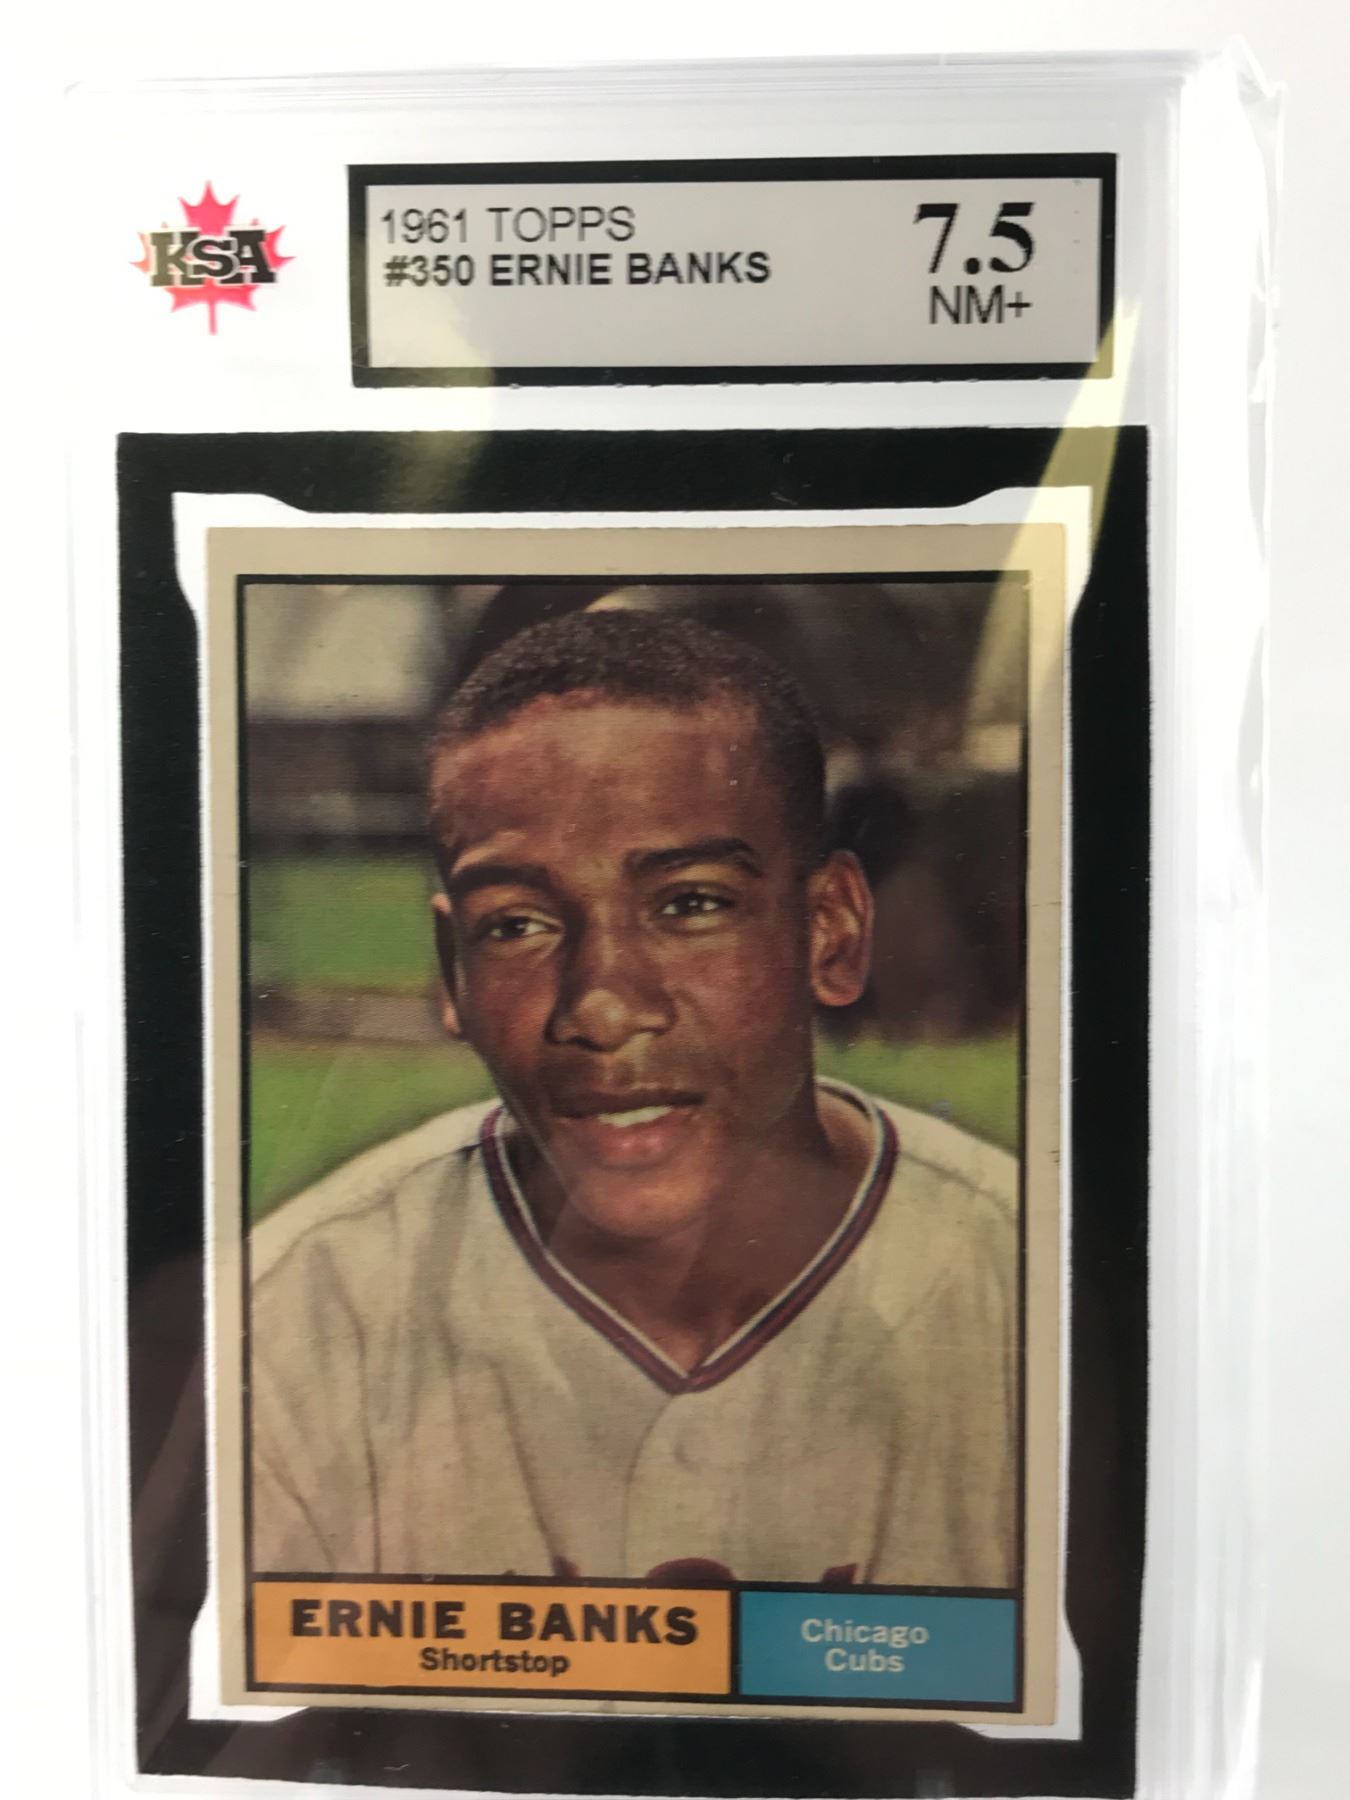 KSA
1961 TOPPS
#350 ERNIE BANKS
7.5
NM+
ERNIE BANKS
Shortstop
Chicago
Cubs